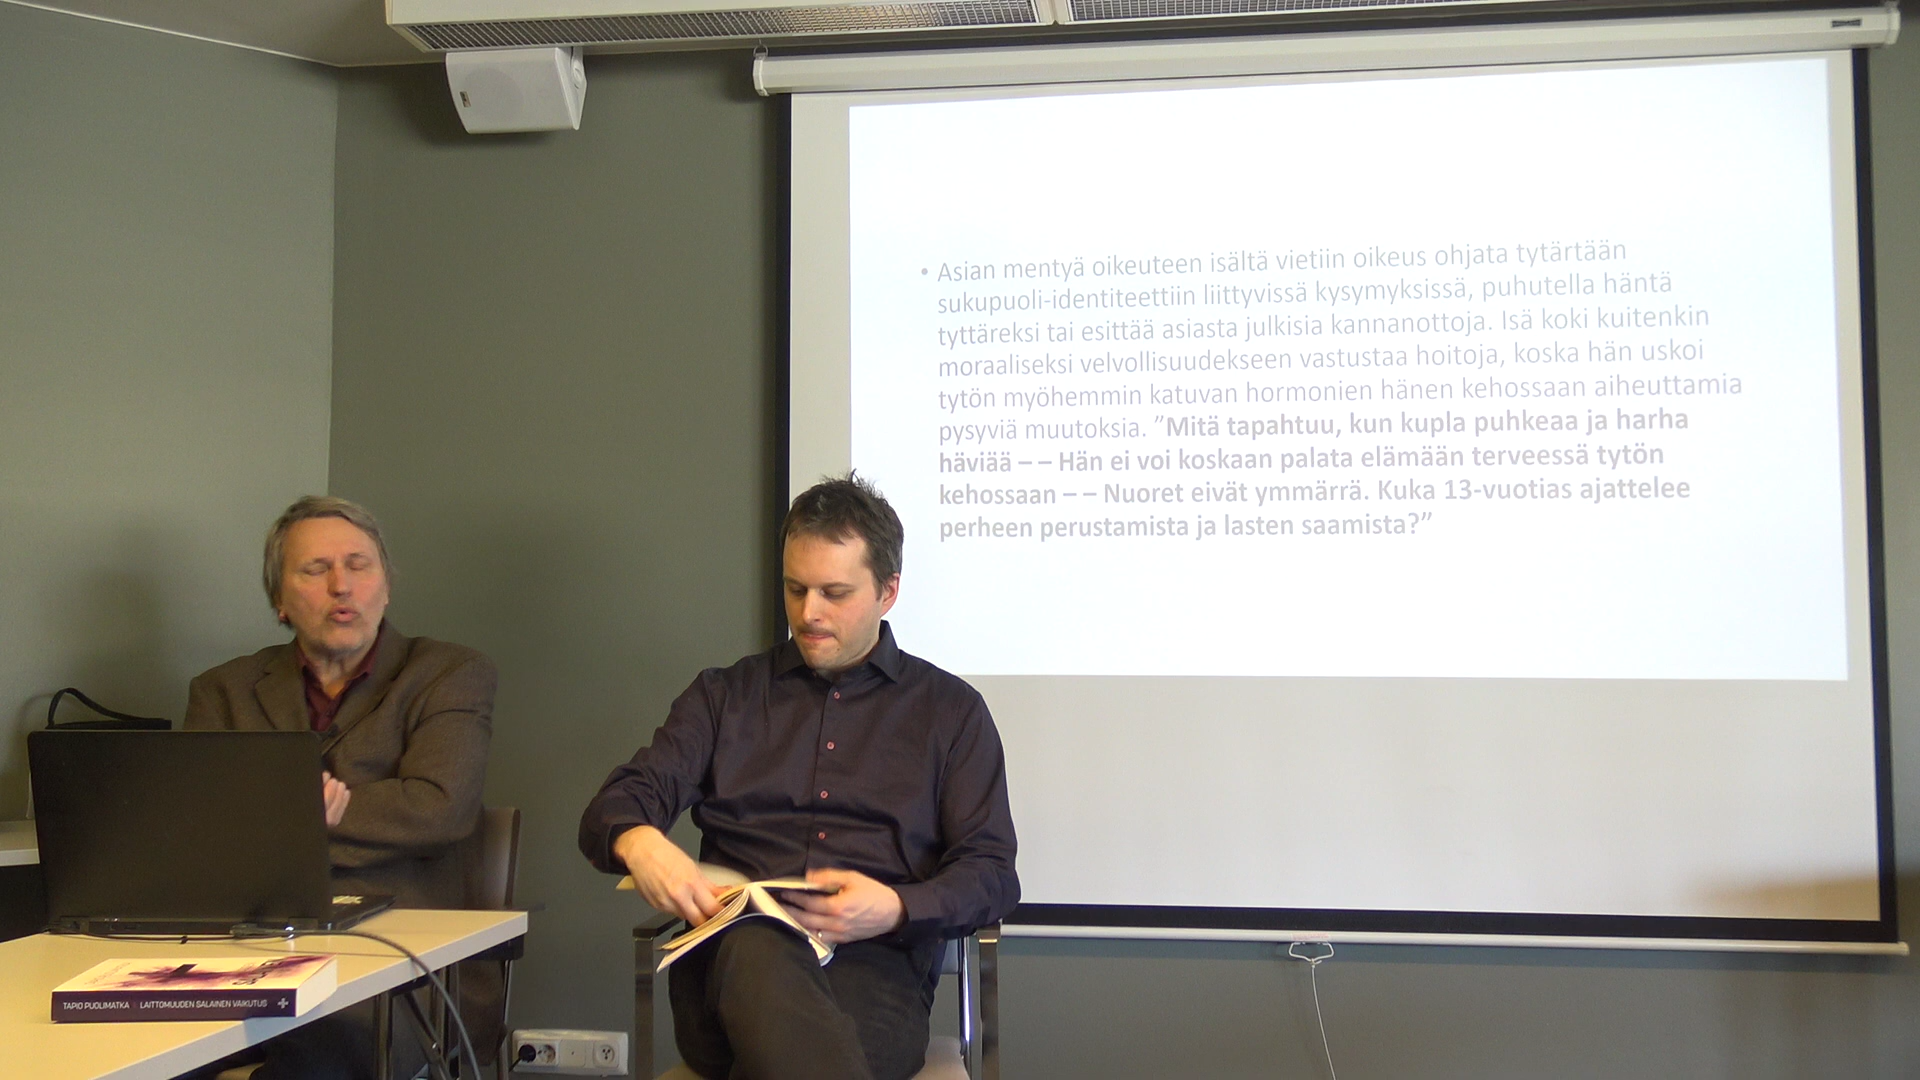 • Asian mentyä oikeuteen isältä vietiin oikeus ohjata tytärtään
sukupuoli-identiteettiin liittyvissä kysymyksissä, puhutella häntä
tyttäreksi tai esittää asiasta julkisia kannanottoja. Isä koki kuitenkin
moraaliseksi velvollisuudekseen vastustaa hoitoja, koska hän uskoi
tytön myöhemmin katuvan hormonien hänen kehossaan aiheuttamia
pysyviä muutoksia. ”Mitä tapahtuu, kun kupla puhkeaa ja harha
häviää – – Hän ei voi koskaan palata elämään terveessä tytön
kehossaan – – Nuoret eivät ymmärrä. Kuka 13-vuotias ajattelee
perheen perustamista ja lasten saamista?”
TAPIO PUOLIMATKA LAITTOMUUDEN SALAINEN VAIKUTUS